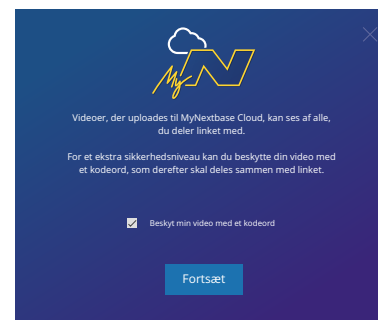 My N
Videoer, der uploades til MyNextbase Cloud, kan ses af alle,
du deler linket med.
For et ekstra sikkerhedsniveau kan du beskytte din video med
et kodeord, som derefter skal deles sammen med linket.
Beskyt min video med et kodeord
Fortsæt